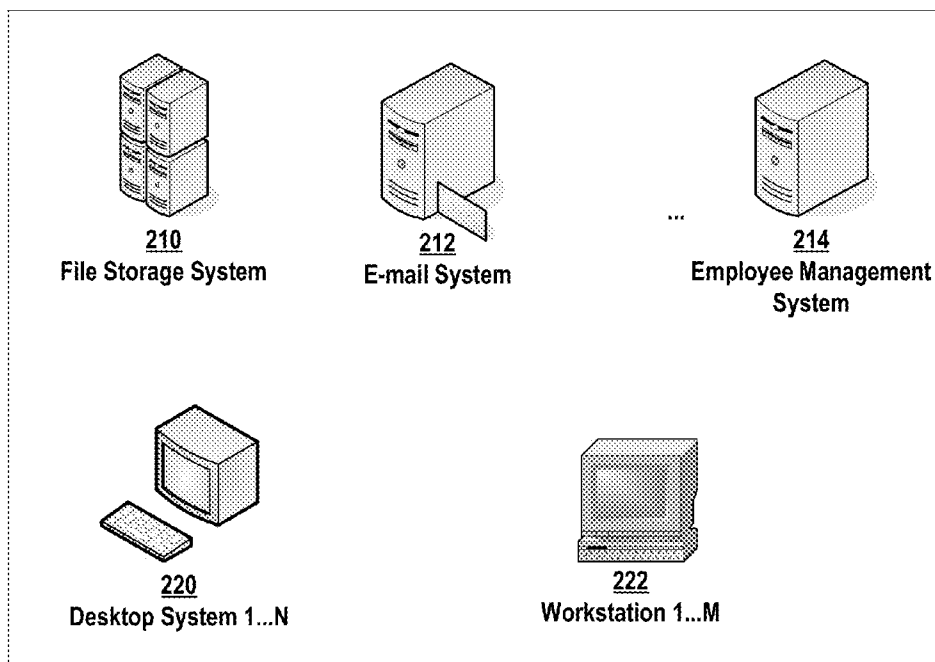 210
File Storage System
212
E-mail System
...
214
Employee Management
System
220
Desktop System 1...N
222
Workstation 1...M